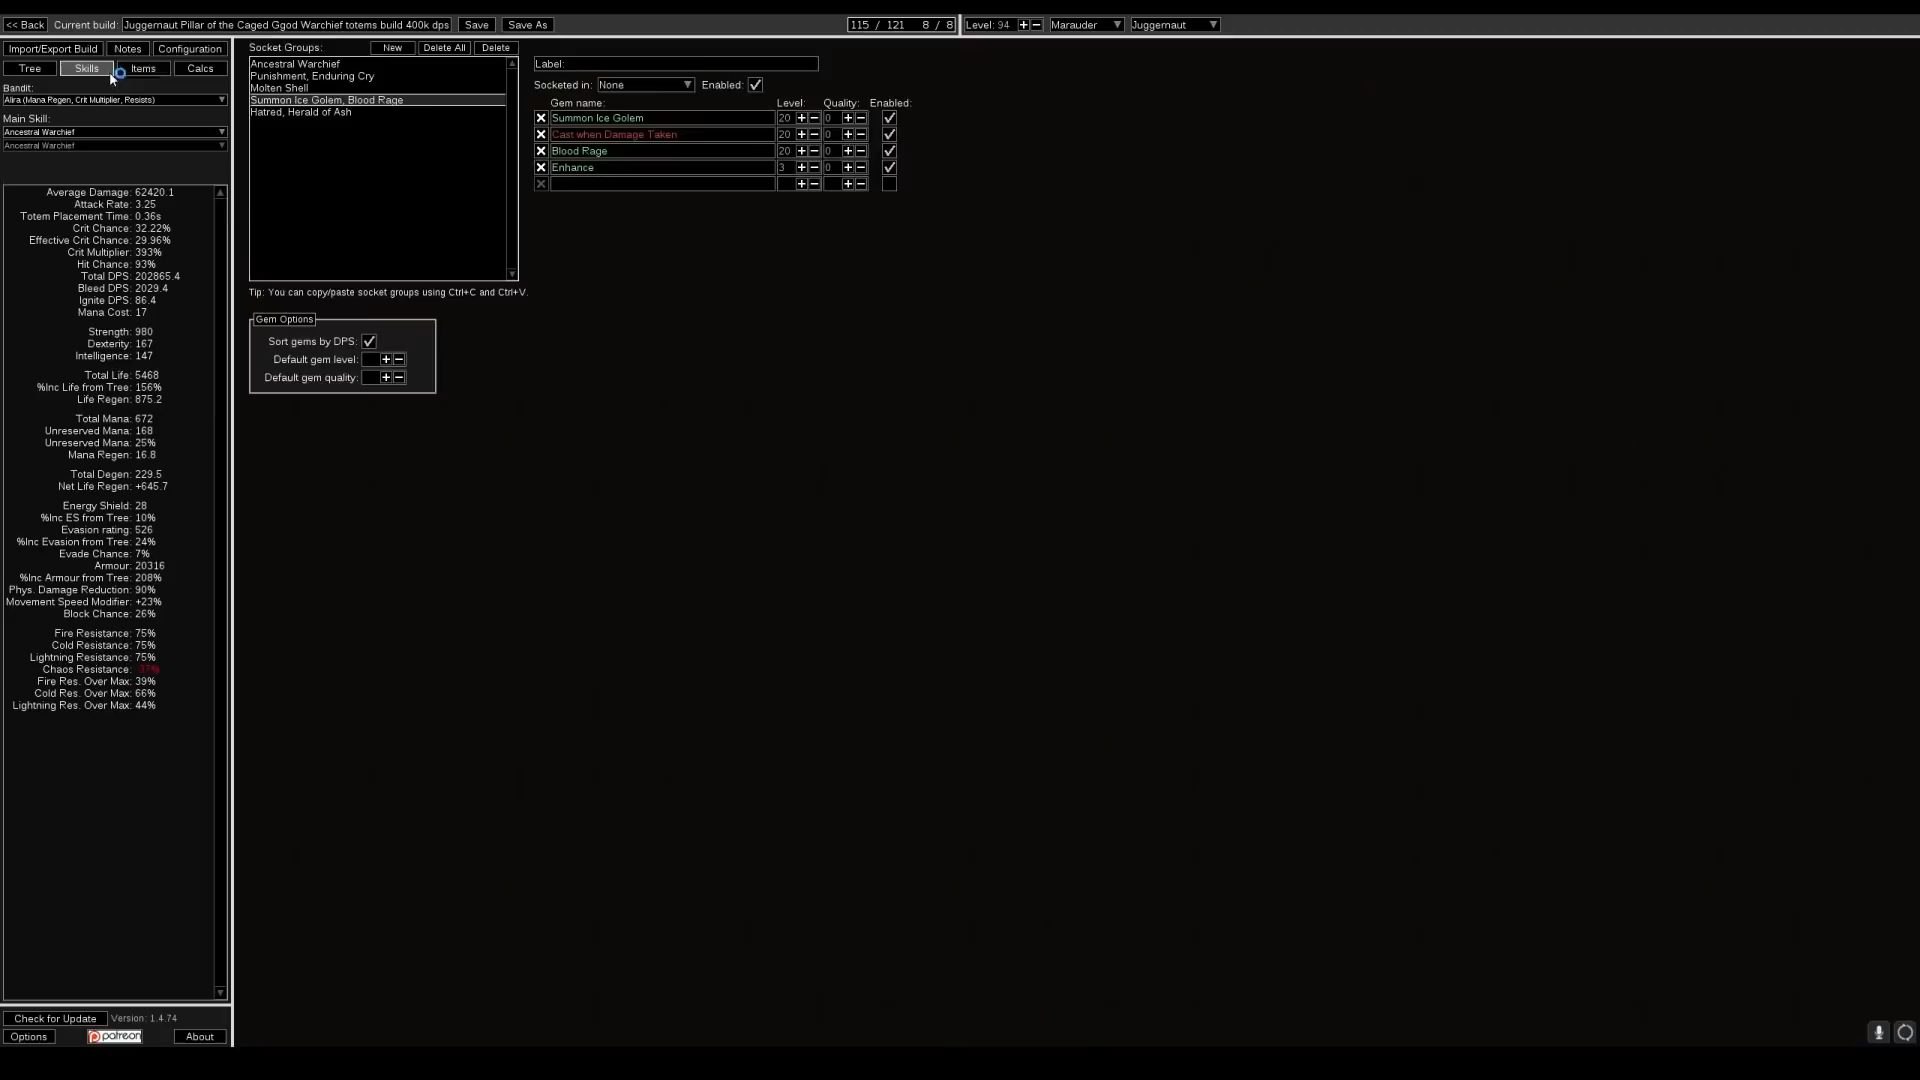 << Back Current build: Juggernaut Pillar of the Caged Ggod Warchief totems build 400k dps Save Save As 115 / 121 8 / 8 Level: 94 Marauder Juggernaut
Import/Export Build Notes Configuration
Tree Skills Items Calcs
Bandit:
Alira (Mana Regen, Crit Multiplier, Resists)
Main Skill:
Ancestral Warchief
Ancestral Warchief
Average Damage: 62420.1
Attack Rate: 3.25
Totem Placement Time: 0.36s
Crit Chance: 32.22%
Effective Crit Chance: 29.96%
Crit Multiplier: 393%
Hit Chance: 93%
Total DPS: 202865.4
Bleed DPS: 2029.4
Ignite DPS: 86.4
Mana Cost: 17
Strength: 980
Dexterity: 167
Intelligence: 147
Total Life: 5468
%Inc Life from Tree: 156%
Life Regen: 875.2
Total Mana: 672
Unreserved Mana: 168
Unreserved Mana: 25%
Mana Regen: 16.8
Total Degen: 229.5
Net Life Regen: +645.7
Energy Shield: 28
%Inc ES from Tree: 10%
Evasion rating: 526
%Inc Evasion from Tree: 24%
Evade Chance: 7%
Armour: 20316
%Inc Armour from Tree: 208%
Phys. Damage Reduction: 90%
Movement Speed Modifier: +23%
Block Chance: 26%
Fire Resistance: 75%
Cold Resistance: 75%
Lightning Resistance: 75%
Chaos Resistance:
Fire Res. Over Max: 39%
Cold Res. Over Max: 66%
Lightning Res. Over Max: 44%
Check for Update Version: 1.4.74
Options patreon About
Socket Groups: New Delete All Delete
Ancestral Warchief
Punishment, Enduring Cry
Molten Shell
Summon Ice Golem, Blood Rage
Hatred, Herald of Ash
Tip: You can copy/paste socket groups using Ctrl+C and Ctrl+V.
Gem Options
Sort gems by DPS:
Default gem level:
Default gem quality:
Label:
Socketed in: None Enabled:
Gem name: Level: Quality: Enabled:
Summon Ice Golem 20 0
Cast when Damage Taken 20 0
Blood Rage 20 0
Enhance 3 0